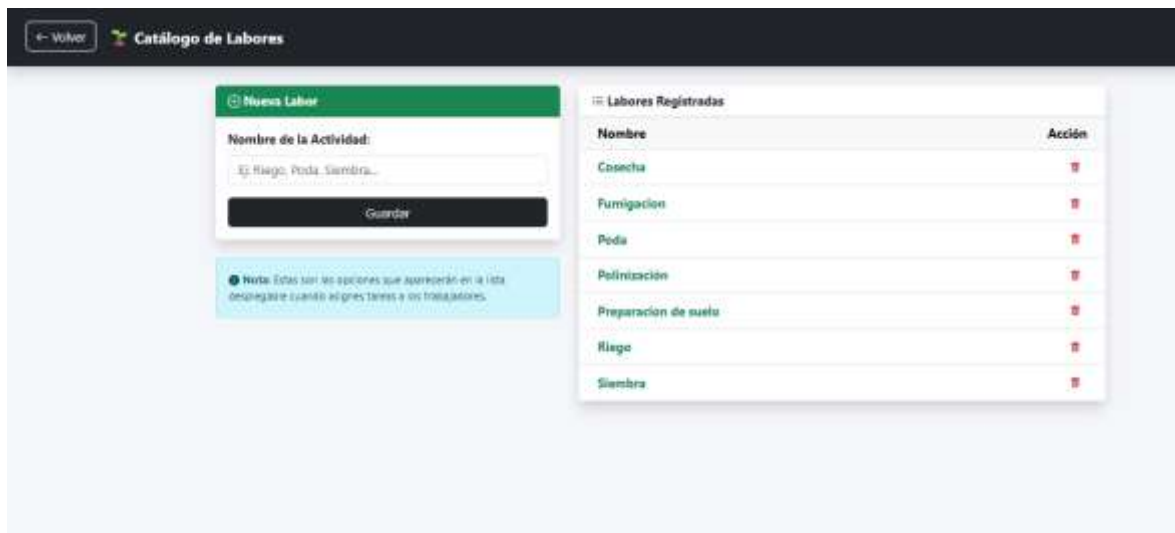 ← Volver
Catálogo de Labores
Nueva Labor
Nombre de la Actividad:
Ej: Riego, Poda, Siembra...
Guardar
Nota: Estas son las opciones que aparecerán en la lista
desplegable cuando asignes tareas a los trabajadores.
Labores Registradas
Nombre Acción
Cosecha
Fumigacion
Poda
Polinización
Preparacion de suelo
Riego
Siembra